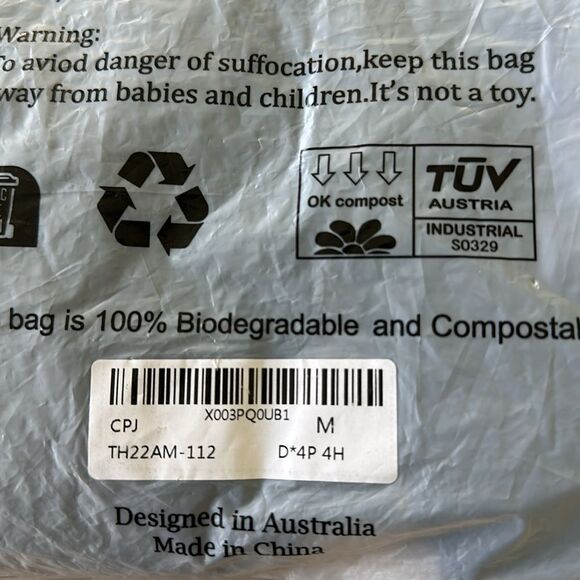 Warning:
To aviod danger of suffocation,keep this bag
way from babies and children.It's not a toy.
OK compost
TÜV
AUSTRIA
INDUSTRIAL
S0329
bag is 100% Biodegradable and Compostal
X003PQ0UB1
CPJ M
TH22AM-112 D*4P 4H
Designed in Australia
Made in China